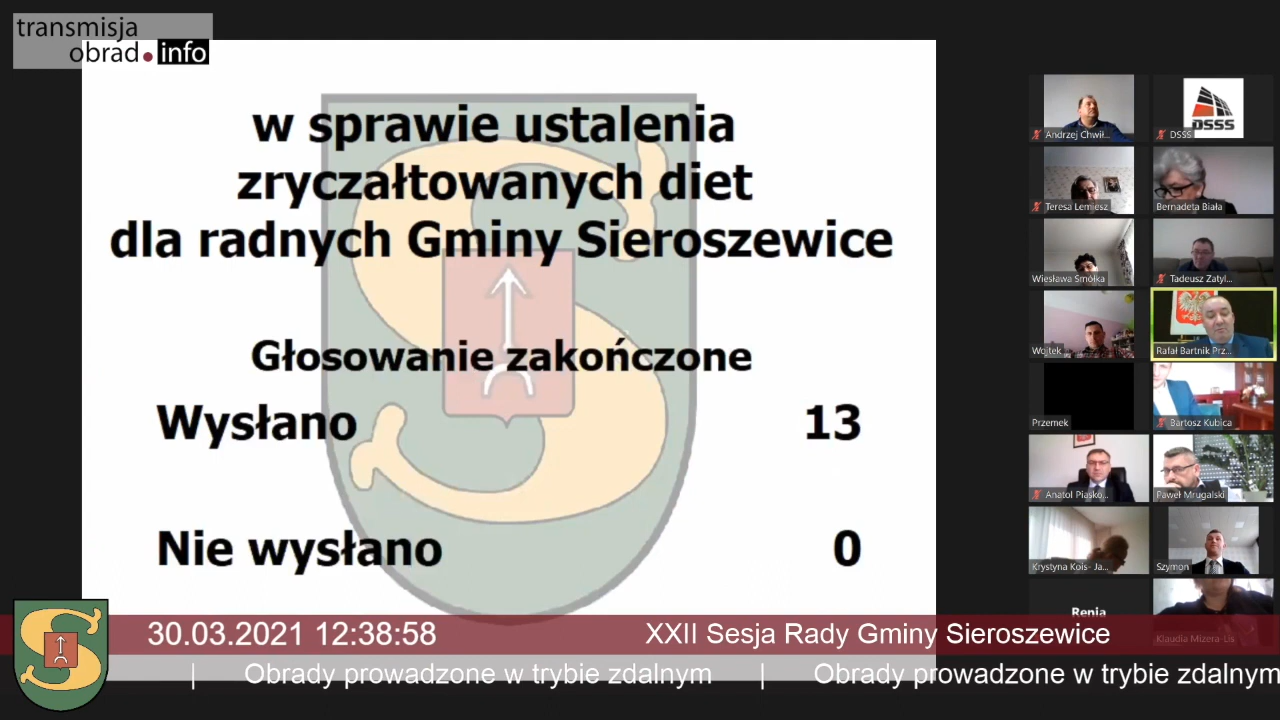 transmisja
obrad.info
w sprawie ustalenia
zryczałtowanych diet
dla radnych Gminy Sieroszewice
Głosowanie zakończone
Wysłano 13
Nie wysłano 0
Andrzej Chwił...
DSSS
DSSS
Teresa Lemiesz
Bernadeta Biała
Wiesława Smółka
Tadeusz Zatyl...
Wojtek
Rafał Bartnik Prz...
Przemek
Bartosz Kubica
Anatol Piasko...
Paweł Mrugalski
Krystyna Kois- Ja...
Szymon
Renia
Klaudia Mizera-Lis
30.03.2021 12:38:58 XXII Sesja Rady Gminy Sieroszewice
| Obrady prowadzone w trybie zdalnym | Obrady prowadzone w trybie zdalnym